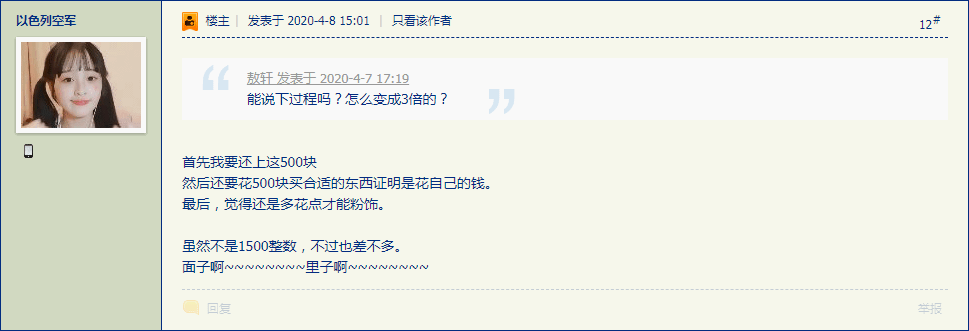 以色列空军
楼主 | 发表于 2020-4-8 15:01 | 只看该作者
12#
敖轩 发表于 2020-4-7 17:19
能说下过程吗？怎么变成3倍的？
首先我要还上这500块
然后还要花500块买合适的东西证明是花自己的钱。
最后，觉得还是多花点才能粉饰。
虽然不是1500整数，不过也差不多。
面子啊~~~~~~~~里子啊~~~~~~~~
回复
举报